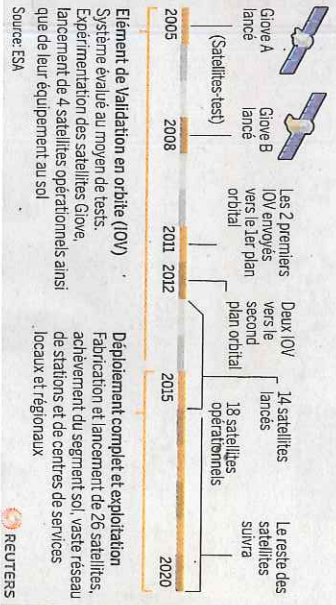 Giove A
lancé
(Satellites-test)
Giove B
lancé
Les 2 premiers
IOV envoyés
vers le 1er plan
orbital
Deux IOV
vers le
second
plan orbital
14 satellites
lancés
18 satellites
opérationnels
Le reste des
satellites
suivra
2005
2008
2011
2012
2015
2020
Elément de Validation en orbite (IOV)
Système évalué au moyen de tests.
Expérimentation des satellites Giove,
lancement de 4 satellites opérationnels ainsi
que de leur équipement au sol
Source: ESA
Déploiement complet et exploitation
Fabrication et lancement de 26 satellites,
achèvement du segment sol, vaste réseau
de stations et de centres de services
locaux et régionaux
REUTERS